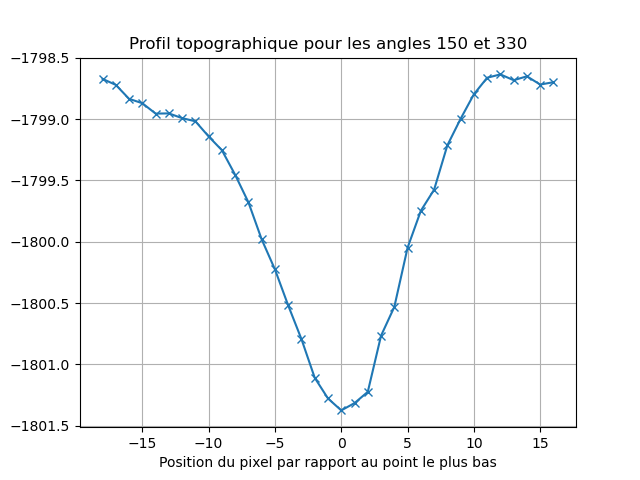 Profil topographique pour les angles 150 et 330
−1798.5
−1799.0
−1799.5
−1800.0
−1800.5
−1801.0
−1801.5
−15 −10 −5 0 5 10 15
Position du pixel par rapport au point le plus bas